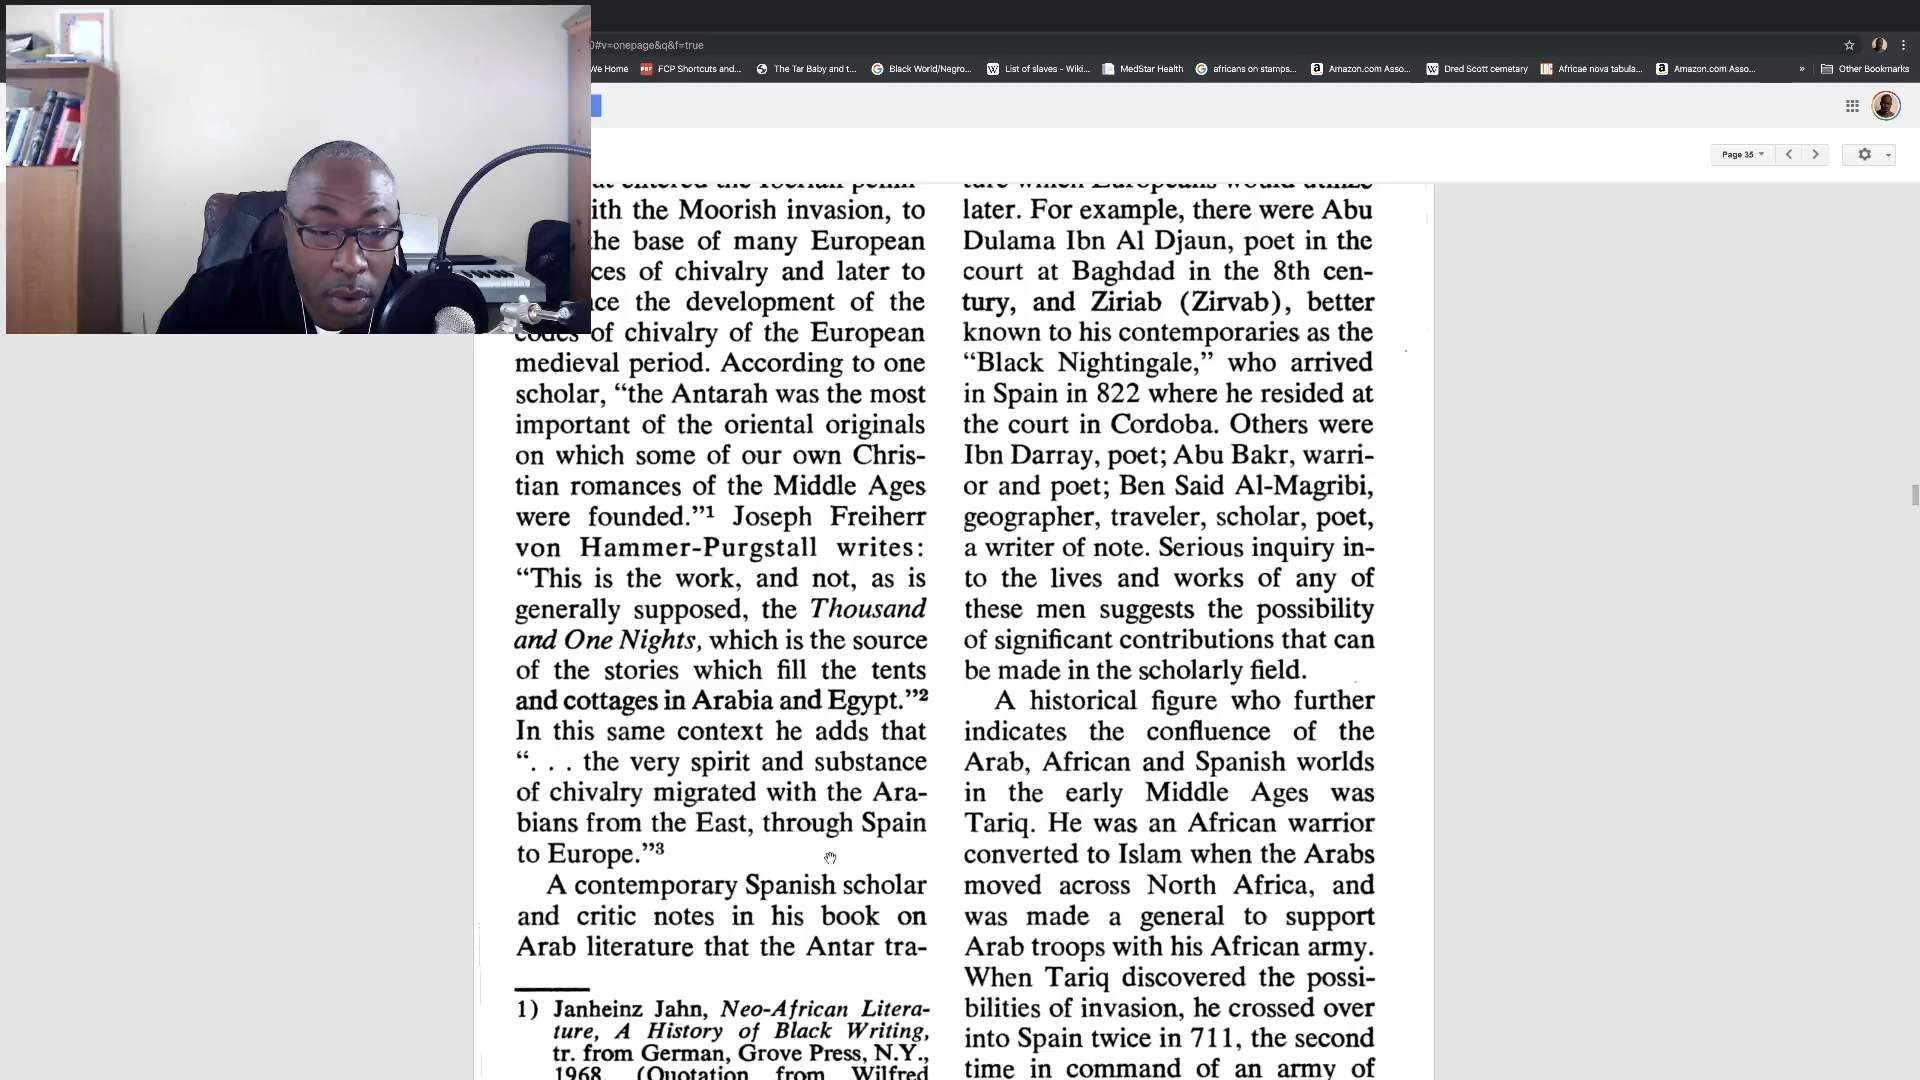 0#v=onepage&q&f=true
We Home
FCP Shortcuts and...
The Tar Baby and t...
Black World/Negro...
List of slaves - Wiki...
MedStar Health
africans on stamps...
Amazon.com Asso...
Dred Scott cemetary
Africae nova tabula...
Amazon.com Asso...
»
Other Bookmarks
Page 35
ith the Moorish invasion, to
he base of many European
ces of chivalry and later to
ce the development of the
codes of chivalry of the European
medieval period. According to one
scholar, “the Antarah was the most
important of the oriental originals
on which some of our own Chris-
tian romances of the Middle Ages
were founded.”¹ Joseph Freiherr
von Hammer-Purgstall writes:
“This is the work, and not, as is
generally supposed, the Thousand
and One Nights, which is the source
of the stories which fill the tents
and cottages in Arabia and Egypt.”²
In this same context he adds that
“. . . the very spirit and substance
of chivalry migrated with the Ara-
bians from the East, through Spain
to Europe.”³
A contemporary Spanish scholar
and critic notes in his book on
Arab literature that the Antar tra-
1) Janheinz Jahn, Neo-African Litera-
ture, A History of Black Writing,
tr. from German, Grove Press, N.Y.,
1968. (Quotation from Wilfred
ture which Europeans would utilize
later. For example, there were Abu
Dulama Ibn Al Djaun, poet in the
court at Baghdad in the 8th cen-
tury, and Ziriab (Zirvab), better
known to his contemporaries as the
“Black Nightingale,” who arrived
in Spain in 822 where he resided at
the court in Cordoba. Others were
Ibn Darray, poet; Abu Bakr, warri-
or and poet; Ben Said Al-Magribi,
geographer, traveler, scholar, poet,
a writer of note. Serious inquiry in-
to the lives and works of any of
these men suggests the possibility
of significant contributions that can
be made in the scholarly field.
A historical figure who further
indicates the confluence of the
Arab, African and Spanish worlds
in the early Middle Ages was
Tariq. He was an African warrior
converted to Islam when the Arabs
moved across North Africa, and
was made a general to support
Arab troops with his African army.
When Tariq discovered the possi-
bilities of invasion, he crossed over
into Spain twice in 711, the second
time in command of an army of